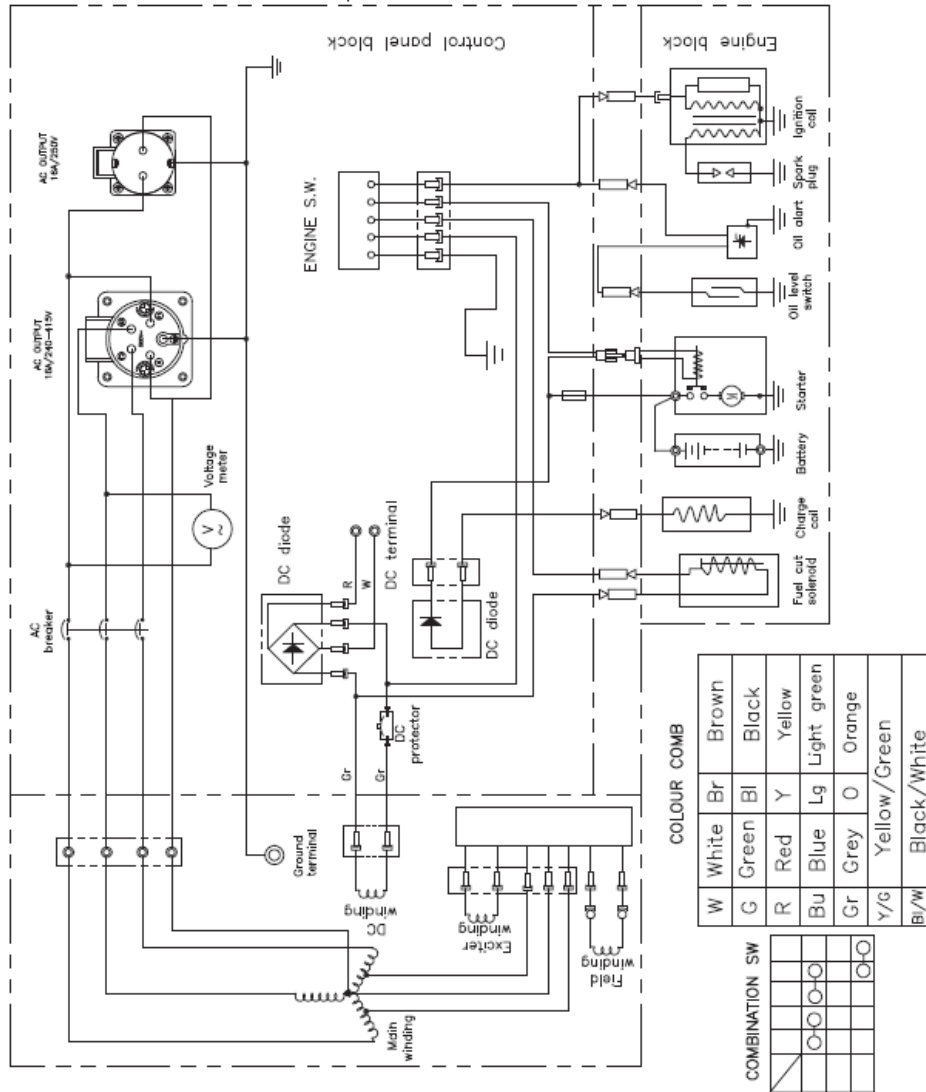 Control panel block
Engine block
AC OUTPUT
16A/250V
AC OUTPUT
16A/240-415V
ENGINE S.W.
Voltage
meter
V
AC
breaker
DC diode
R
W
DC terminal
DC diode
DC
protector
Gr
Gr
Ground
terminal
DC
winding
Exciter
winding
Field
winding
Main
winding
Ignition
coil
Spark
plug
Oil alart
Oil level
switch
M
Starter
Battery
Charge
coil
Fuel cut
solenoid
COLOUR COMB
W White Br Brown
G Green Bl Black
R Red Y Yellow
Bu Blue Lg Light green
Gr Grey O Orange
Y/G Yellow/Green
Bl/W Black/White
COMBINATION SW